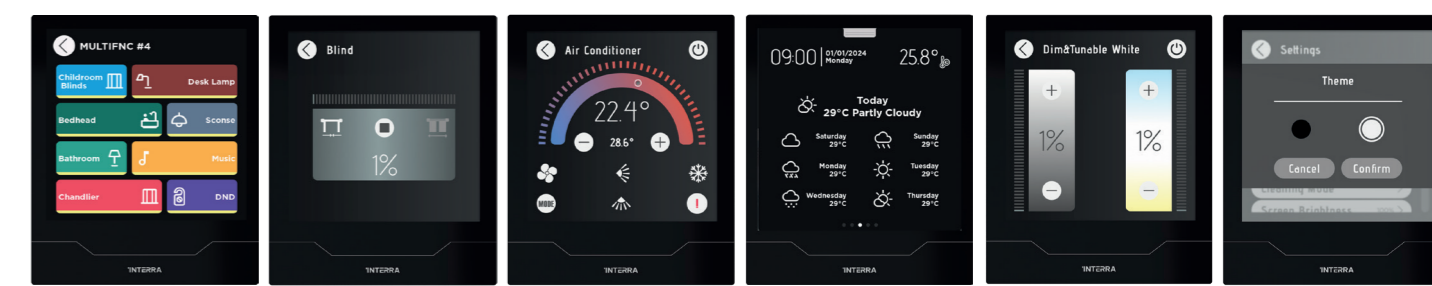 MULTIFNC #4
Childroom
Blinds
Desk Lamp
Bedhead
Sconse
Bathroom
Music
Chandlier
DND
INTERRA
Blind
1%
INTERRA
Air Conditioner
22.4°
28.6°
MODE
!
INTERRA
09:00
01/01/2024
Monday
25.8°
Today
29°C Partly Cloudy
Saturday
29°C
Sunday
29°C
Monday
29°C
Tuesday
29°C
Wednesday
29°C
Thursday
29°C
INTERRA
Dim&Tunable White
+ +
1% 1%
INTERRA
Settings
Theme
Cancel Confirm
Cleaning Mode
Screen Brightness
INTERRA